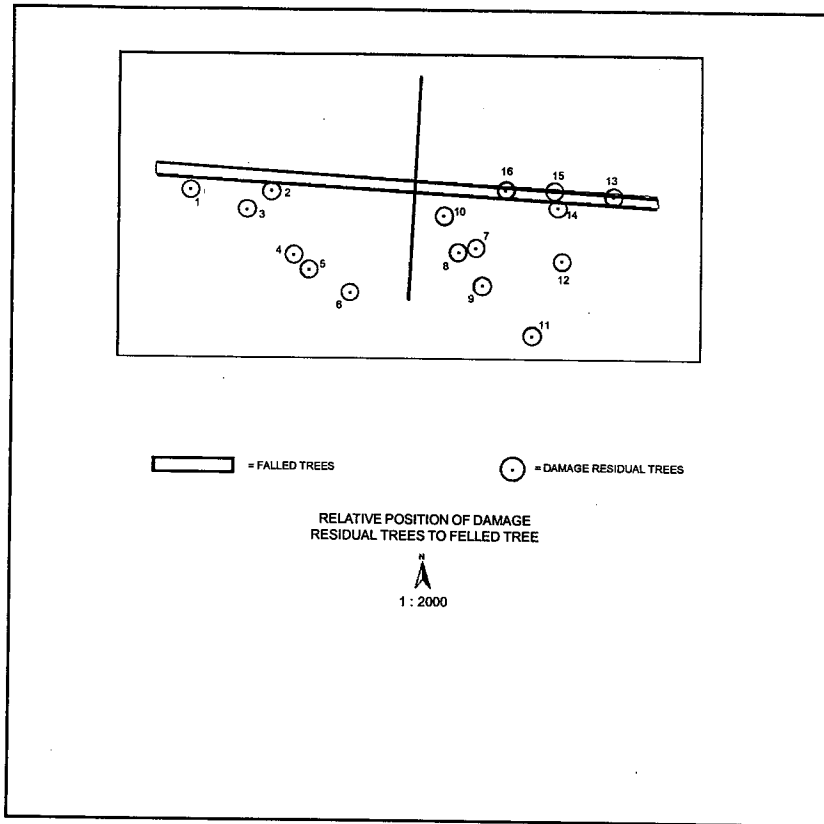 16
15
13
1
2
3
10
14
4
5
8
7
12
6
9
11
= FALLED TREES
= DAMAGE RESIDUAL TREES
RELATIVE POSITION OF DAMAGE
RESIDUAL TREES TO FELLED TREE
N
1 : 2000